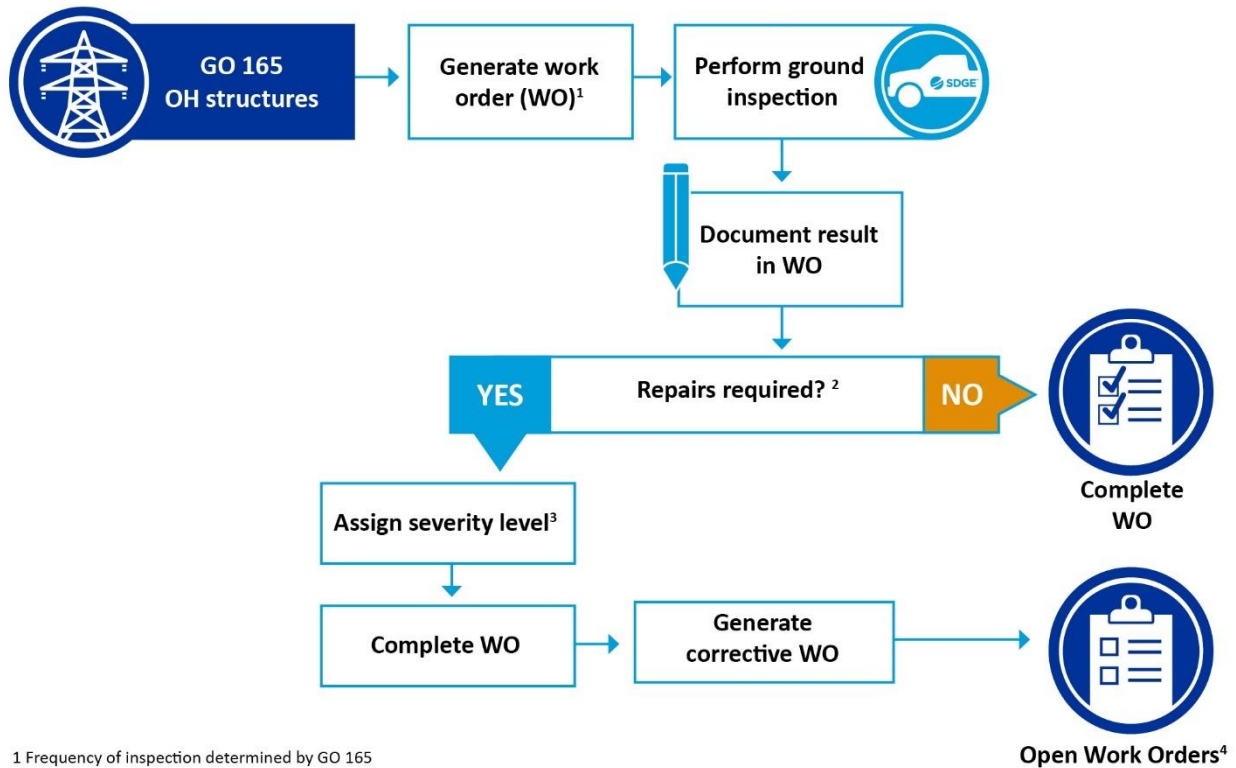 GO 165
OH structures
Generate work
order (WO)¹
Perform ground
inspection
SDGE
Document result
in WO
YES
Repairs required? ²
NO
Complete
WO
Assign severity level³
Complete WO
Generate
corrective WO
Open Work Orders⁴
1 Frequency of inspection determined by GO 165